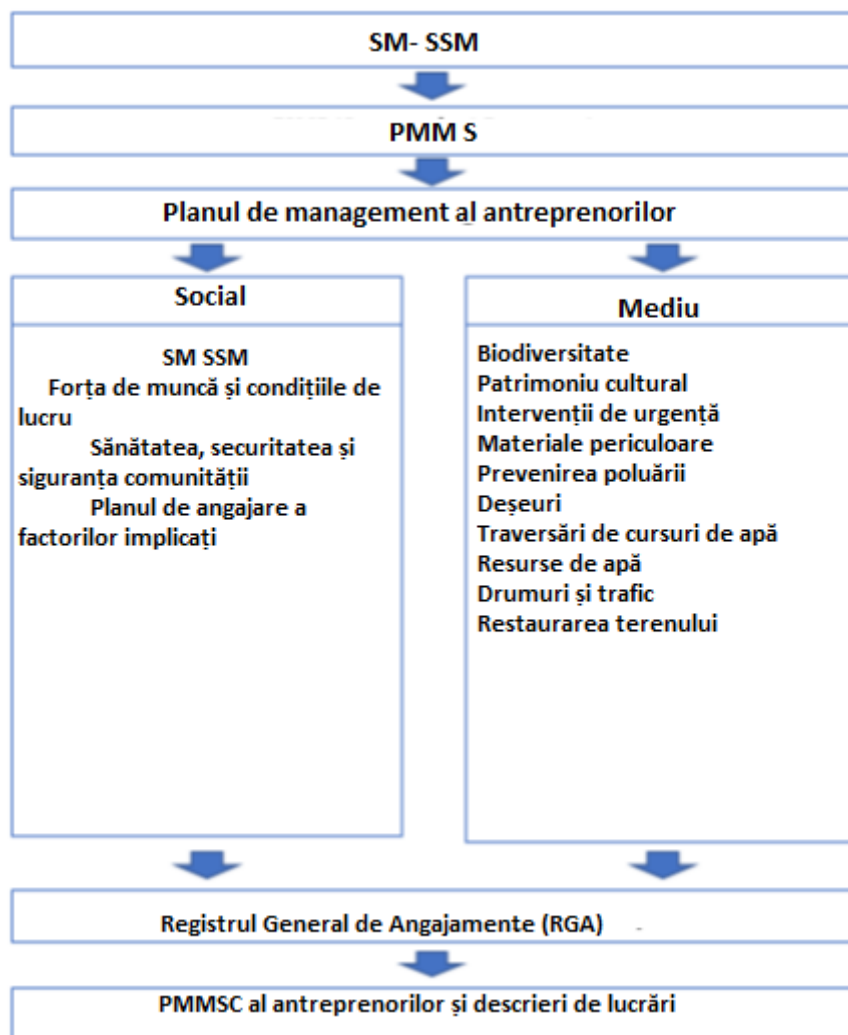 SM- SSM
PMM S
Planul de management al antreprenorilor
Social
SM SSM
Forța de muncă și condițiile de
lucru
Sănătatea, securitatea și
siguranța comunității
Planul de angajare a
factorilor implicați
Mediu
Biodiversitate
Patrimoniu cultural
Intervenții de urgență
Materiale periculoare
Prevenirea poluării
Deșeuri
Traversări de cursuri de apă
Resurse de apă
Drumuri și trafic
Restaurarea terenului
Registrul General de Angajamente (RGA)
PMMSC al antreprenorilor și descrieri de lucrări